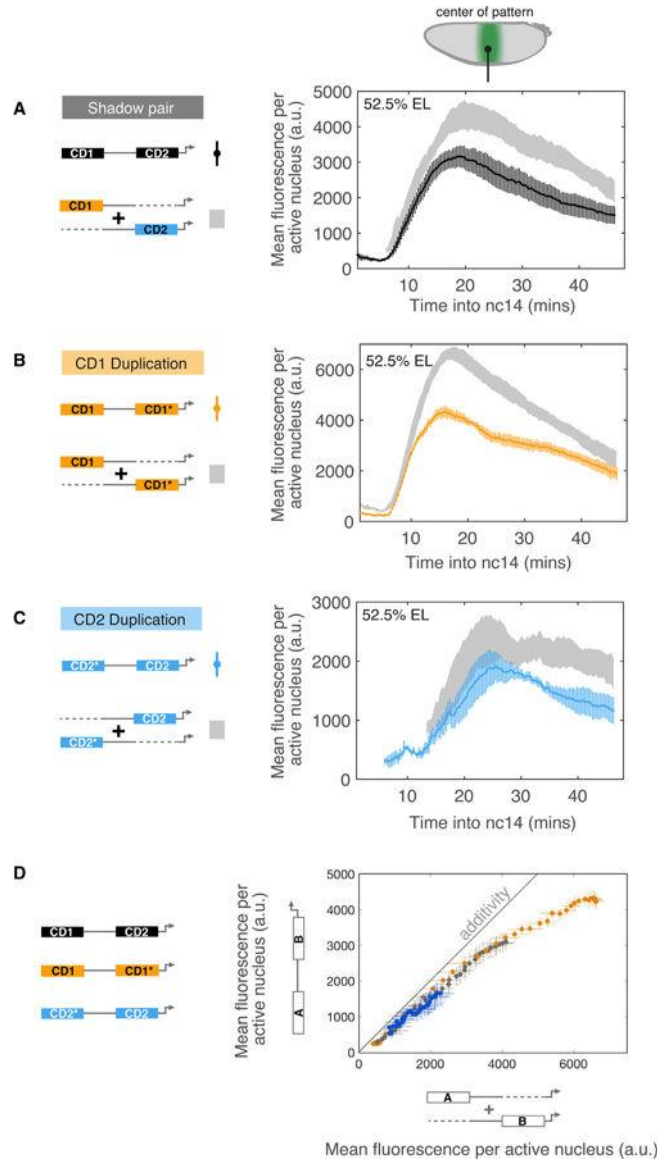 center of pattern
A
Shadow pair
CD1 CD2
CD1
+
CD2
Mean fluorescence per
active nucleus (a.u.)
52.5% EL
5000
4000
3000
2000
1000
0
10 20 30 40
Time into nc14 (mins)
B
CD1 Duplication
CD1 CD1*
CD1
+
CD1*
Mean fluorescence per
active nucleus (a.u.)
52.5% EL
6000
4000
2000
0
10 20 30 40
Time into nc14 (mins)
C
CD2 Duplication
CD2* CD2
CD2
+
CD2*
Mean fluorescence per
active nucleus (a.u.)
52.5% EL
3000
2000
1000
0
10 20 30 40
Time into nc14 (mins)
D
CD1 CD2
CD1 CD1*
CD2* CD2
Mean fluorescence per
active nucleus (a.u.)
B
A
additivity
5000
4000
3000
2000
1000
0
0 2000 4000 6000
A
+
B
Mean fluorescence per active nucleus (a.u.)